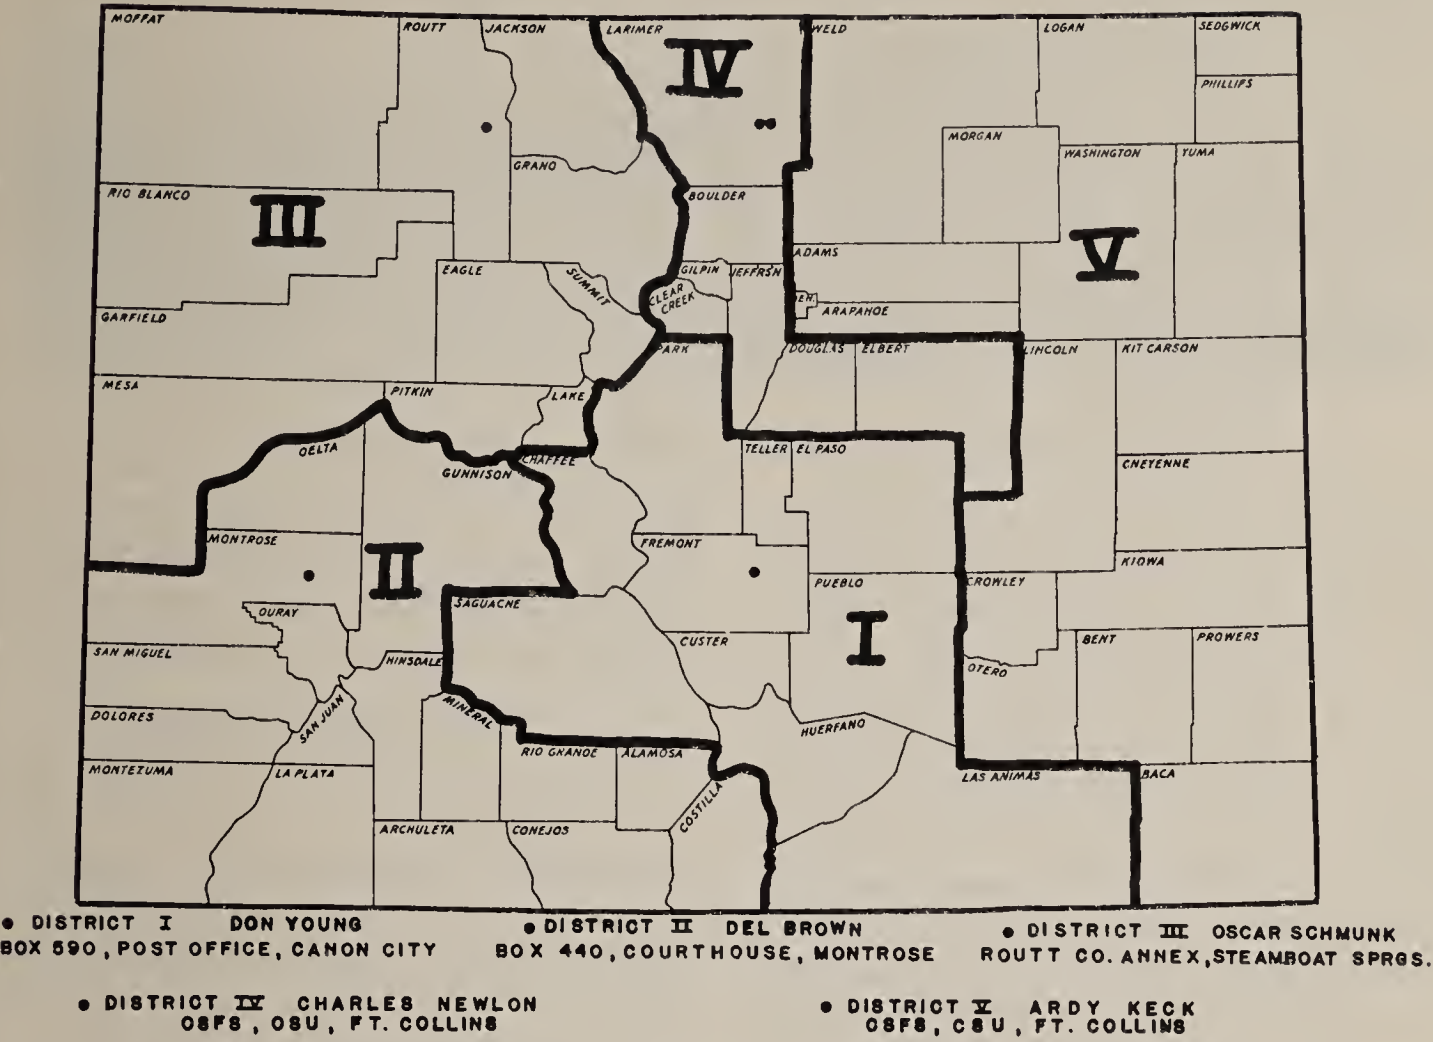 MOFFAT ROUTT JACKSON LARIMER WELD LOGAN SEDGWICK
IV
PHILLIPS
MORGAN
GRAND WASHINGTON YUMA
RIO BLANCO BOULDER
III
V
ADAMS
EAGLE SUMMIT GILPIN JEFFRSN
CLEAR
CREEK
DEN.
GARFIELD ARAPAHOE
PARK DOUGLAS ELBERT LINCOLN KIT CARSON
MESA PITKIN LAKE
DELTA TELLER EL PASO
GUNNISON CHAFFEE CHEYENNE
MONTROSE FREMONT
II
KIOWA
PUEBLO CROWLEY
SAGUACHE
OURAY
I
SAN MIGUEL HINSDALE CUSTER BENT PROWERS
OTERO
DOLORES SAN JUAN MINERAL HUERFANO
RIO GRANDE ALAMOSA
MONTEZUMA LA PLATA LAS ANIMAS BACA
COSTILLA
ARCHULETA CONEJOS
• DISTRICT I DON YOUNG
BOX 590, POST OFFICE, CANON CITY
• DISTRICT II DEL BROWN
BOX 440, COURTHOUSE, MONTROSE
• DISTRICT III OSCAR SCHMUNK
ROUTT CO. ANNEX, STEAMBOAT SPRGS.
• DISTRICT IV CHARLES NEWLON
CSFS, CSU, FT. COLLINS
• DISTRICT V ARDY KECK
CSFS, CSU, FT. COLLINS